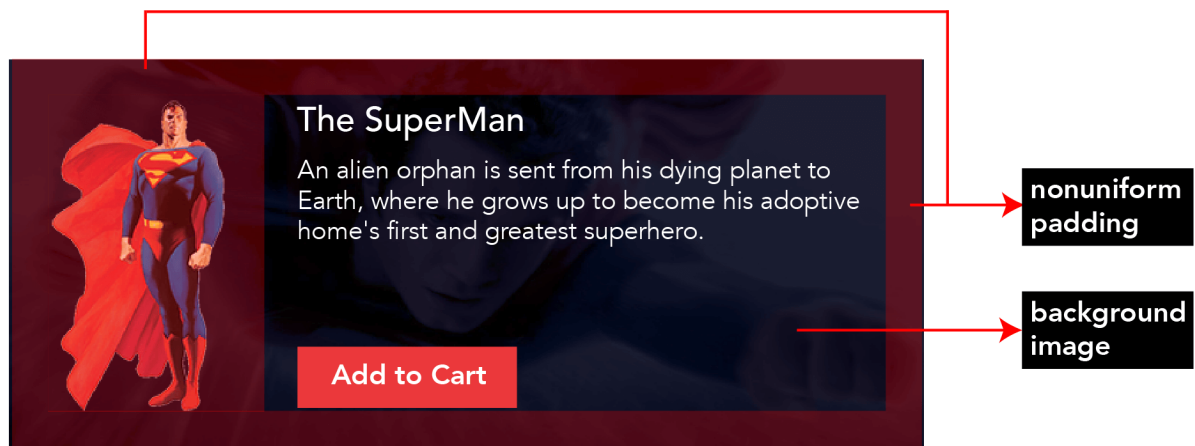 The SuperMan
An alien orphan is sent from his dying planet to
Earth, where he grows up to become his adoptive
home's first and greatest superhero.
Add to Cart
nonuniform
padding
background
image